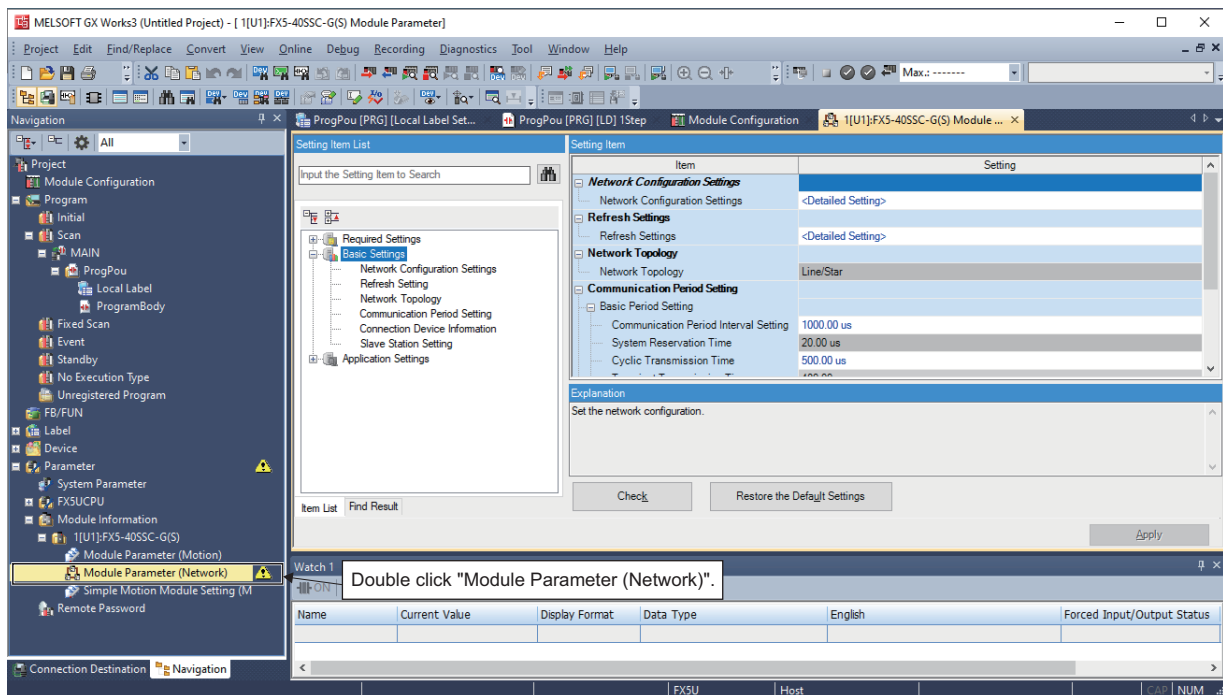 MELSOFT GX Works3 (Untitled Project) - [ 1[U1]:FX5-40SSC-G(S) Module Parameter]
Project Edit Find/Replace Convert View Online Debug Recording Diagnostics Tool Window Help
Max.: -------
Navigation
All
Project
Module Configuration
Program
Initial
Scan
MAIN
ProgPou
Local Label
ProgramBody
Fixed Scan
Event
Standby
No Execution Type
Unregistered Program
FB/FUN
Label
Device
Parameter
System Parameter
FX5UCPU
Module Information
1[U1]:FX5-40SSC-G(S)
Module Parameter (Motion)
Module Parameter (Network)
Simple Motion Module Setting (M
Remote Password
Connection Destination Navigation
ProgPou [PRG] [Local Label Set... ProgPou [PRG] [LD] 1Step Module Configuration 1[U1]:FX5-40SSC-G(S) Module ...
Setting Item List
Input the Setting Item to Search
Required Settings
Basic Settings
Network Configuration Settings
Refresh Setting
Network Topology
Communication Period Setting
Connection Device Information
Slave Station Setting
Application Settings
Item List Find Result
Setting Item
Item Setting
Network Configuration Settings
Network Configuration Settings <Detailed Setting>
Refresh Settings
Refresh Settings <Detailed Setting>
Network Topology
Network Topology Line/Star
Communication Period Setting
Basic Period Setting
Communication Period Interval Setting 1000.00 us
System Reservation Time 20.00 us
Cyclic Transmission Time 500.00 us
Explanation
Set the network configuration.
Check Restore the Default Settings
Apply
Watch 1
ON
Double click "Module Parameter (Network)".
Name Current Value Display Format Data Type English Forced Input/Output Status
FX5U Host CAP NUM